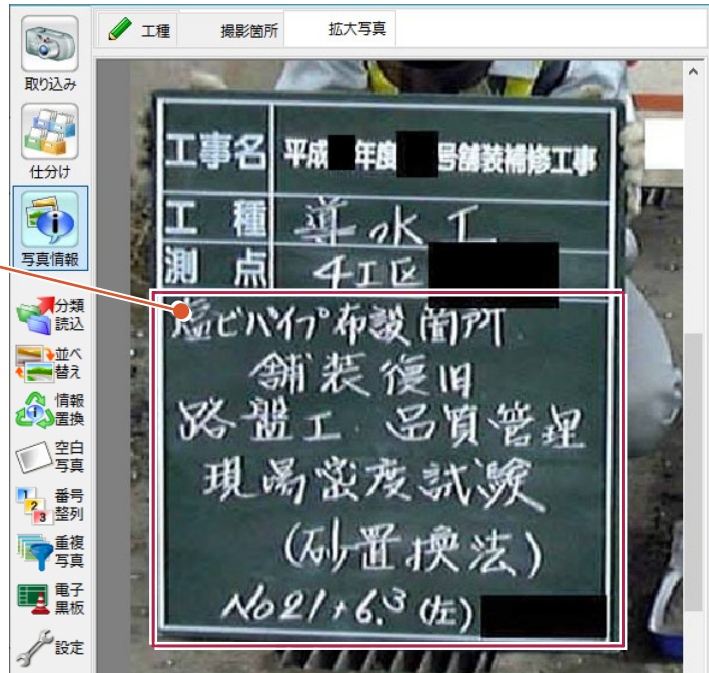 工種 撮影箇所 拡大写真
取り込み
仕分け
写真情報
分類読込
並べ替え
情報置換
空白写真
番号整列
重複写真
電子黒板
設定
工事名 平成 年度 号舗装補修工事
工種 導水工
測点 4工区
塩ビパイプ布設箇所
舗装復旧
路盤工 品質管理
現場密度試験
(砂置換法)
No 21+6.3 (左)